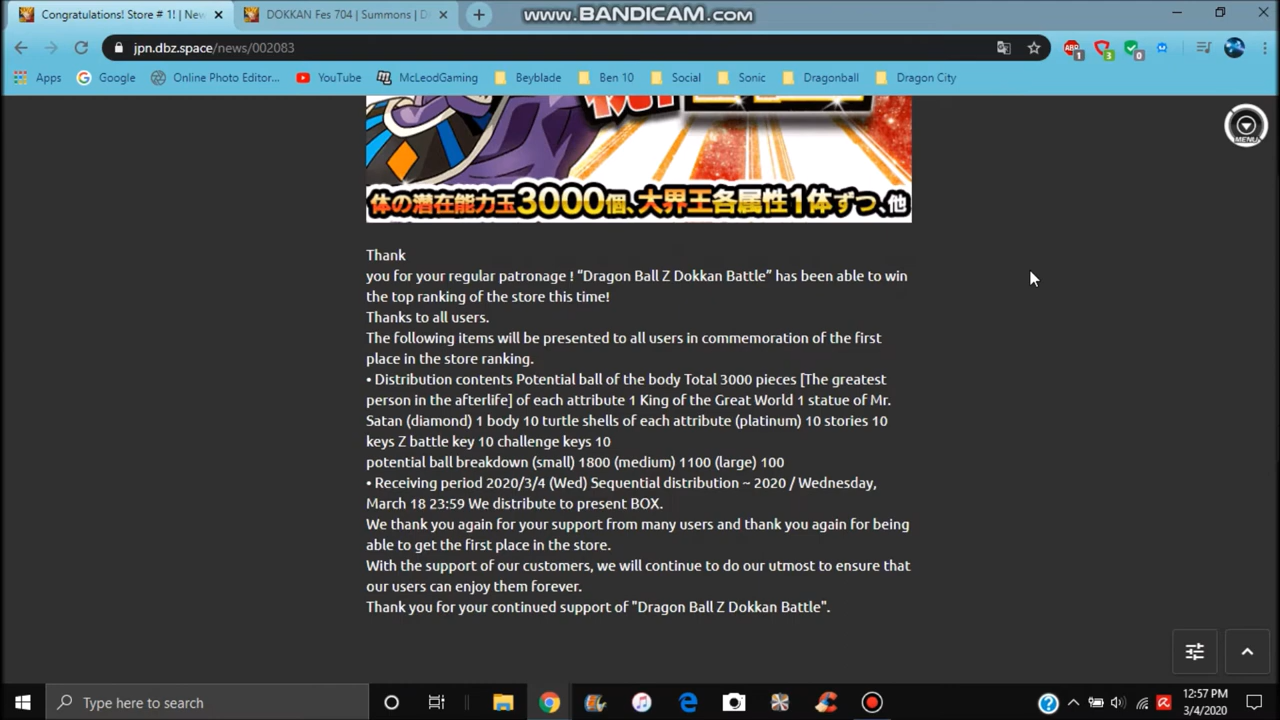 www.BANDICAM.com
Congratulations! Store # 1! | New
DOKKAN Fes 704 | Summons | D
jpn.dbz.space/news/002083
Apps
Google
Online Photo Editor...
YouTube
McLeodGaming
Beyblade
Ben 10
Social
Sonic
Dragonball
Dragon City
MENU
体の潜在能力玉3000個、大界王各属性1体ずつ、他
Thank
you for your regular patronage ! “Dragon Ball Z Dokkan Battle” has been able to win
the top ranking of the store this time!
Thanks to all users.
The following items will be presented to all users in commemoration of the first
place in the store ranking.
• Distribution contents Potential ball of the body Total 3000 pieces [The greatest
person in the afterlife] of each attribute 1 King of the Great World 1 statue of Mr.
Satan (diamond) 1 body 10 turtle shells of each attribute (platinum) 10 stories 10
keys Z battle key 10 challenge keys 10
potential ball breakdown (small) 1800 (medium) 1100 (large) 100
• Receiving period 2020/3/4 (Wed) Sequential distribution ~ 2020 / Wednesday,
March 18 23:59 We distribute to present BOX.
We thank you again for your support from many users and thank you again for being
able to get the first place in the store.
With the support of our customers, we will continue to do our utmost to ensure that
our users can enjoy them forever.
Thank you for your continued support of "Dragon Ball Z Dokkan Battle".
Type here to search
12:57 PM
3/4/2020